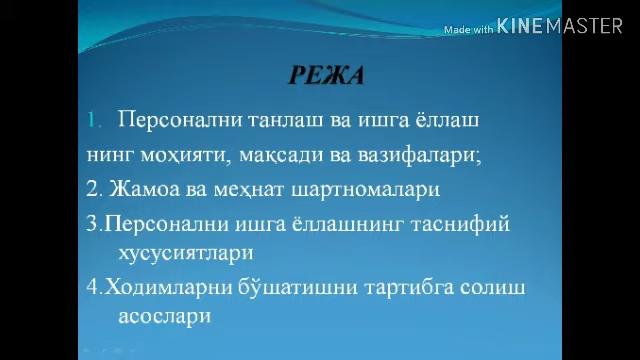 Made with KINEMASTER
РЕЖА
1. Персонални танлаш ва ишга ёллаш
нинг моҳияти, мақсади ва вазифалари;
2. Жамоа ва меҳнат шартномалари
3.Персонални ишга ёллашнинг таснифий
хусусиятлари
4.Ходимларни бўшатишни тартибга солиш
асослари